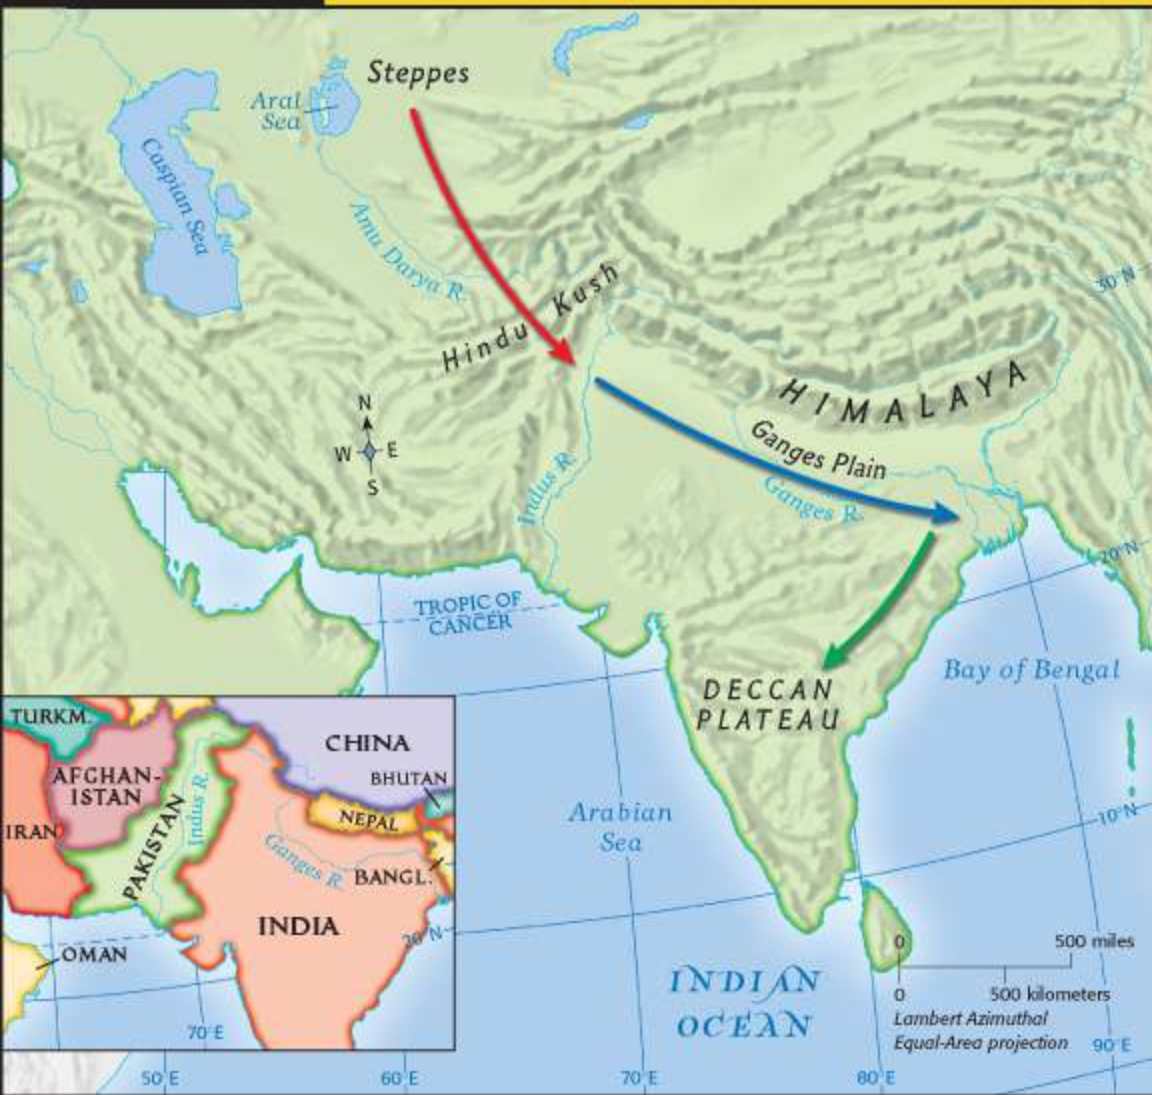 Steppes
Aral
Sea
Caspian Sea
Amu Darya R.
Hindu Kush
30°N
HIMALAYA
N
W E
S
Ganges Plain
Ganges R.
Indus R.
20°N
TROPIC OF
CANCER
Bay of Bengal
DECCAN
PLATEAU
Arabian
Sea
10°N
INDIAN
OCEAN
0 500 miles
0 500 kilometers
Lambert Azimuthal
Equal-Area projection
90°E
50°E
60°E
70°E
80°E
TURKM.
CHINA
AFGHAN-
ISTAN
BHUTAN
IRAN
PAKISTAN
Indus R.
NEPAL
Ganges R.
BANGL.
INDIA
20°N
OMAN
70°E